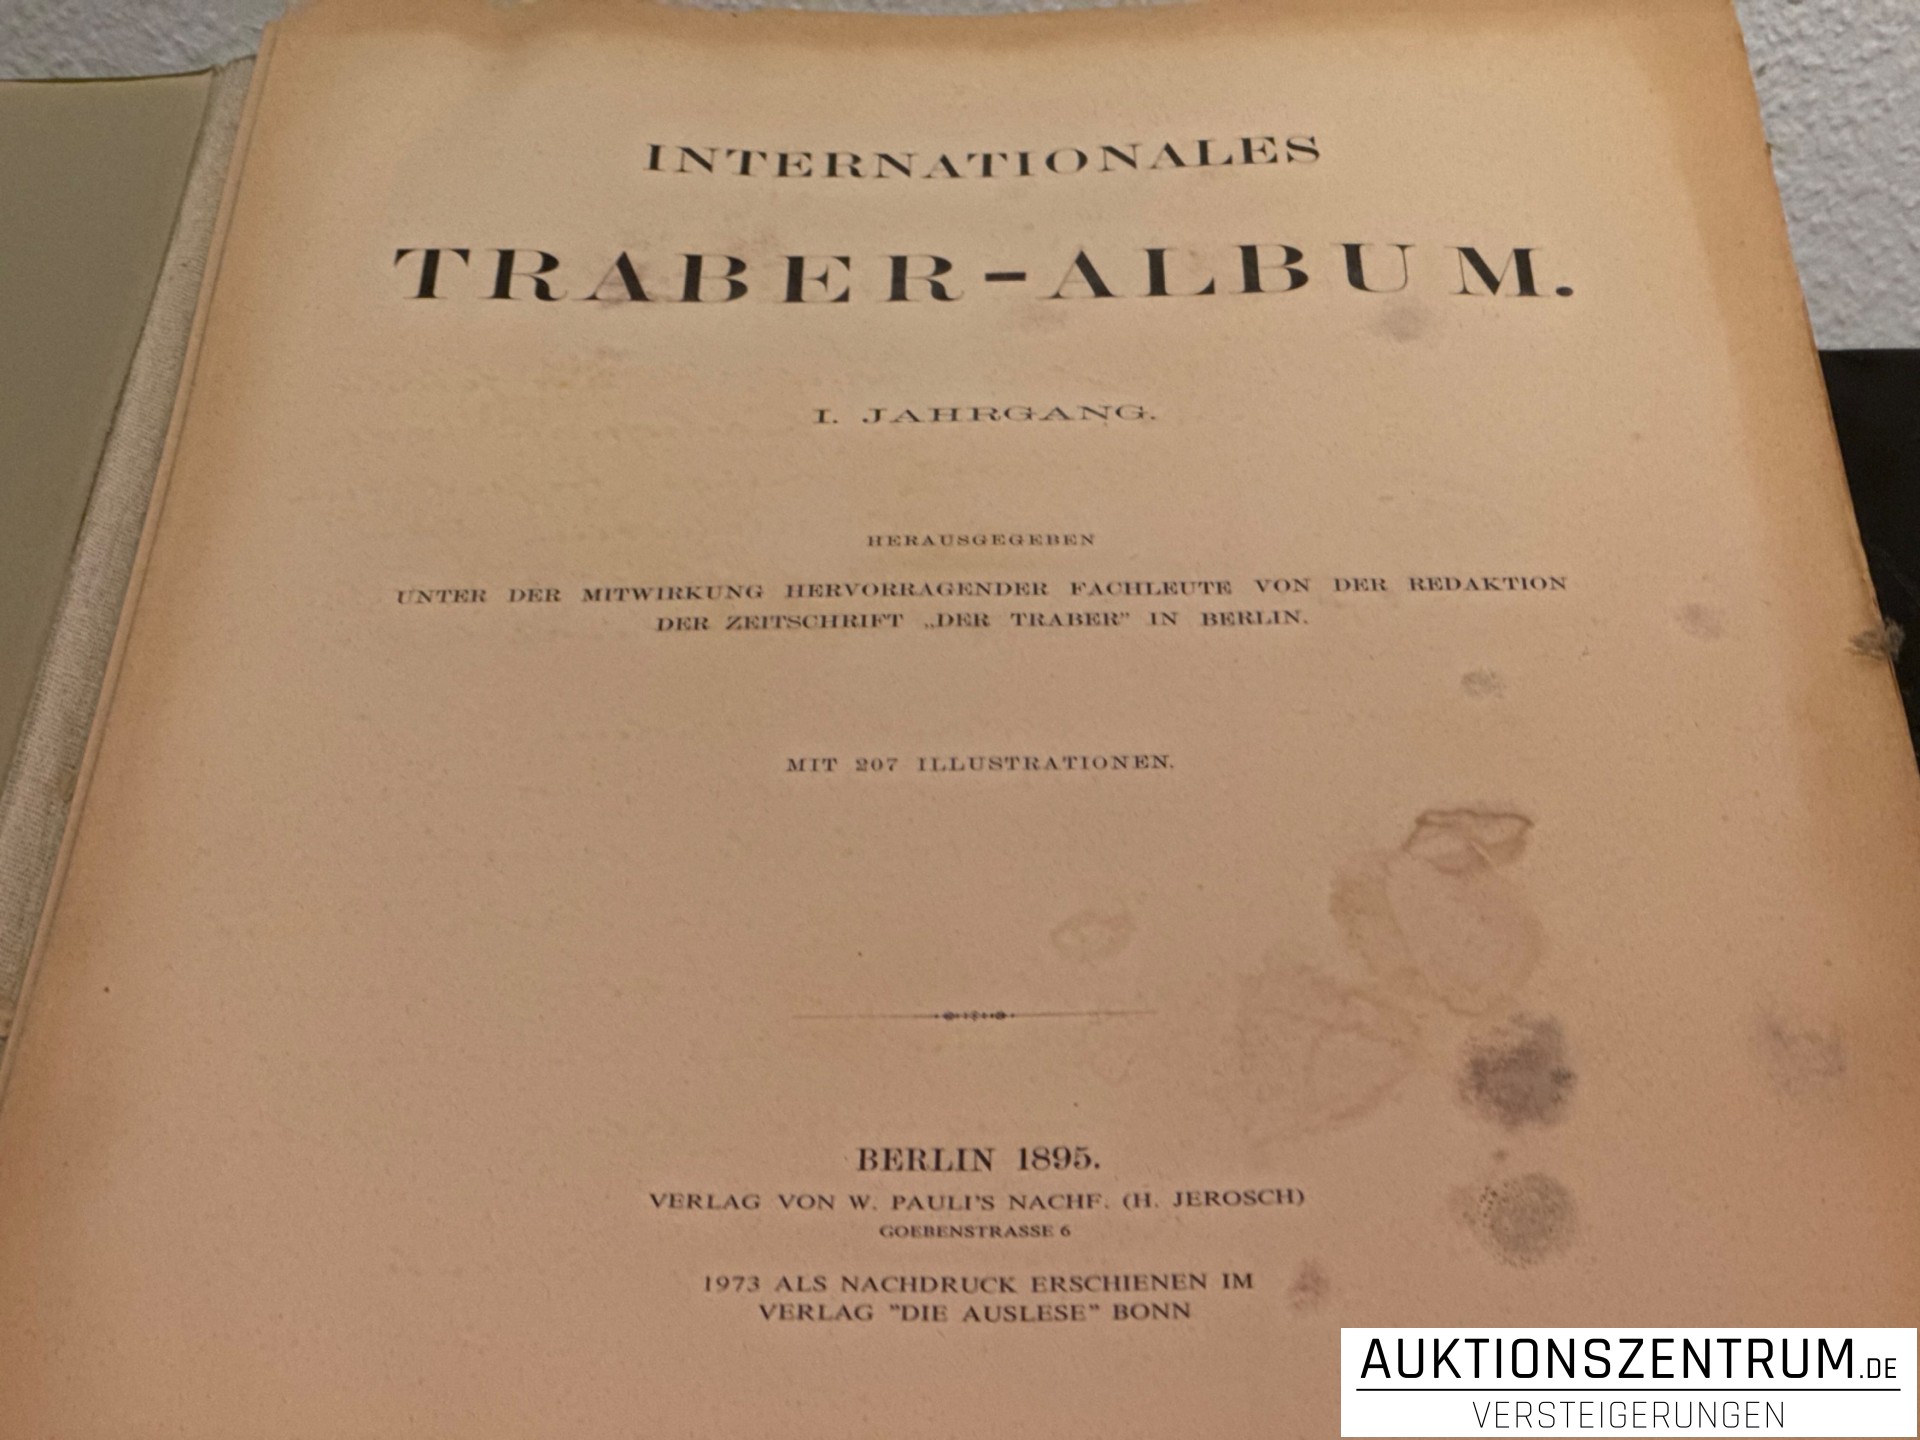 INTERNATIONALES
TRABER-ALBUM.
I. JAHRGANG.
HERAUSGEGEBEN
UNTER DER MITWIRKUNG HERVORRAGENDER FACHLEUTE VON DER REDAKTION
DER ZEITSCHRIFT „DER TRABER” IN BERLIN.
MIT 207 ILLUSTRATIONEN.
BERLIN 1895.
VERLAG VON W. PAULI'S NACHF. (H. JEROSCH)
GOEBENSTRASSE 6
1973 ALS NACHDRUCK ERSCHIENEN IM
VERLAG ”DIE AUSLESE” BONN
AUKTIONSZENTRUM.DE
VERSTEIGERUNGEN